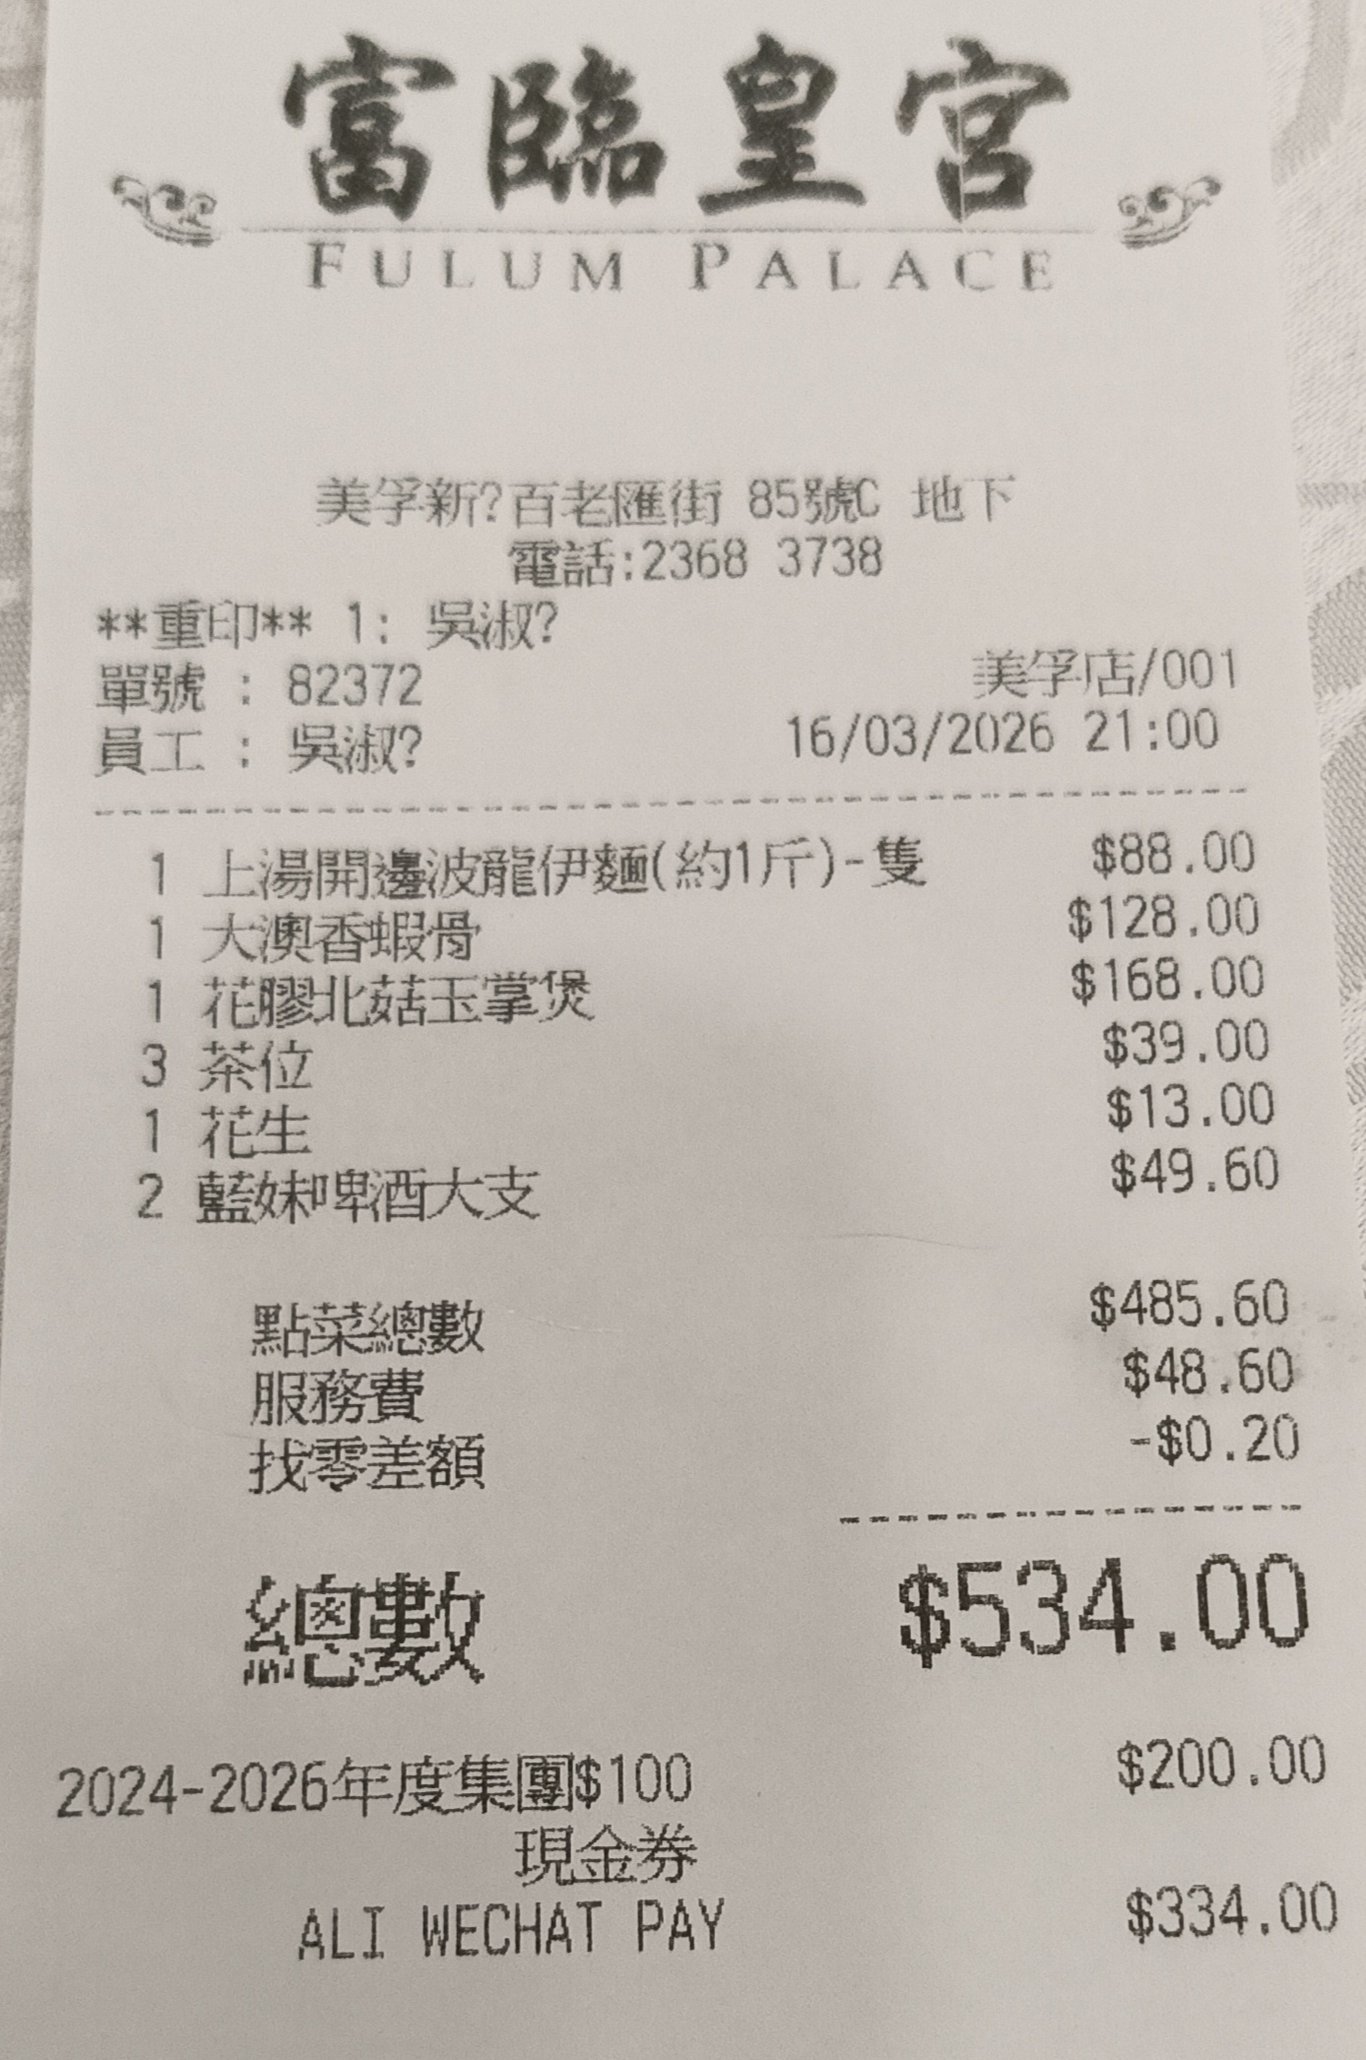 富臨皇宮
FULUM PALACE
美孚新?百老匯街 85號C 地下
電話:2368 3738
**重印** 1: 吳淑?
單號 : 82372 美孚店/001
員工 : 吳淑? 16/03/2026 21:00
1 上湯開邊波龍伊麵(約1斤)-隻 $88.00
1 大澳香蝦骨 $128.00
1 花膠北菇玉掌煲 $168.00
3 茶位 $39.00
1 花生 $13.00
2 藍妹啤酒大支 $49.60
點菜總數 $485.60
服務費 $48.60
找零差額 -$0.20
總數 $534.00
2024-2026年度集團$100 $200.00
現金券
ALI WECHAT PAY $334.00